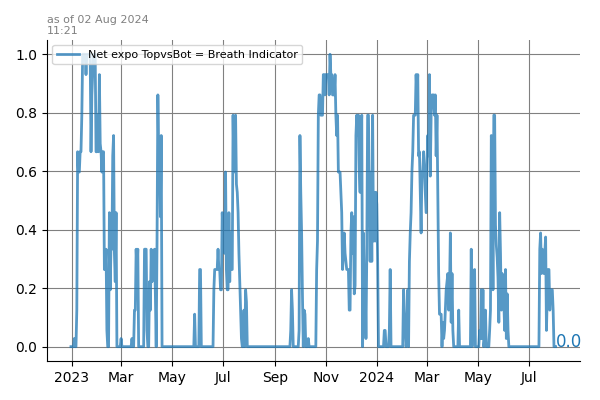 as of 02 Aug 2024
11:21
Net expo TopvsBot = Breath Indicator
1.0
0.8
0.6
0.4
0.2
0.0
0.0
2023 Mar May Jul Sep Nov 2024 Mar May Jul